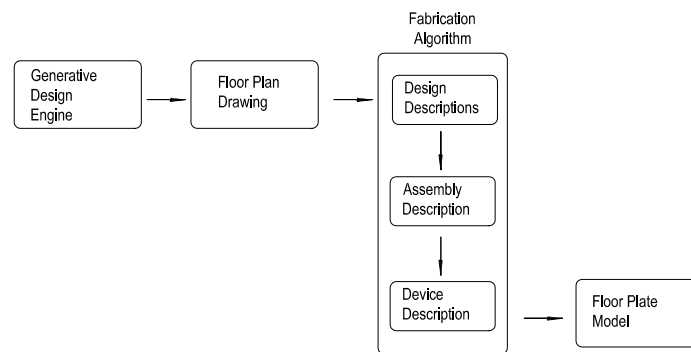 Fabrication
Algorithm
Generative
Design
Engine
Floor Plan
Drawing
Design
Descriptions
Assembly
Description
Device
Description
Floor Plate
Model